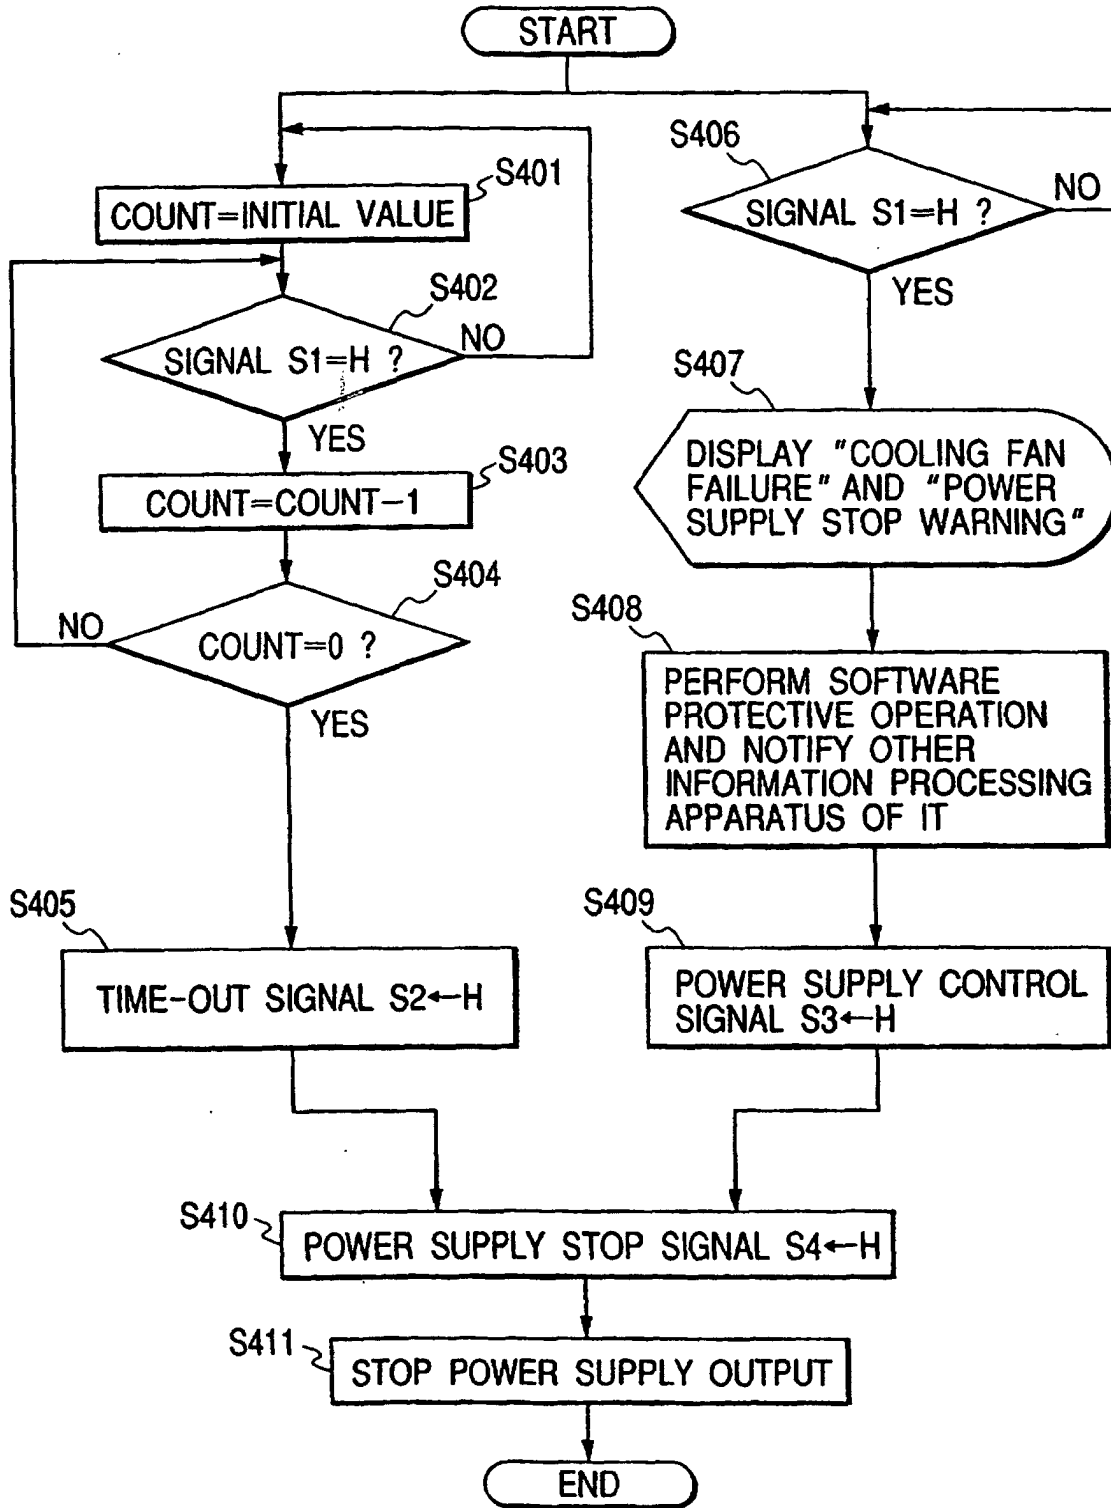 START
S401
COUNT=INITIAL VALUE
S402
SIGNAL S1=H ?
NO
YES
S403
COUNT=COUNT-1
S404
COUNT=0 ?
NO
YES
S405
TIME-OUT SIGNAL S2←H
S406
SIGNAL S1=H ?
NO
YES
S407
DISPLAY "COOLING FAN
FAILURE" AND "POWER
SUPPLY STOP WARNING"
S408
PERFORM SOFTWARE
PROTECTIVE OPERATION
AND NOTIFY OTHER
INFORMATION PROCESSING
APPARATUS OF IT
S409
POWER SUPPLY CONTROL
SIGNAL S3←H
S410
POWER SUPPLY STOP SIGNAL S4←H
S411
STOP POWER SUPPLY OUTPUT
END